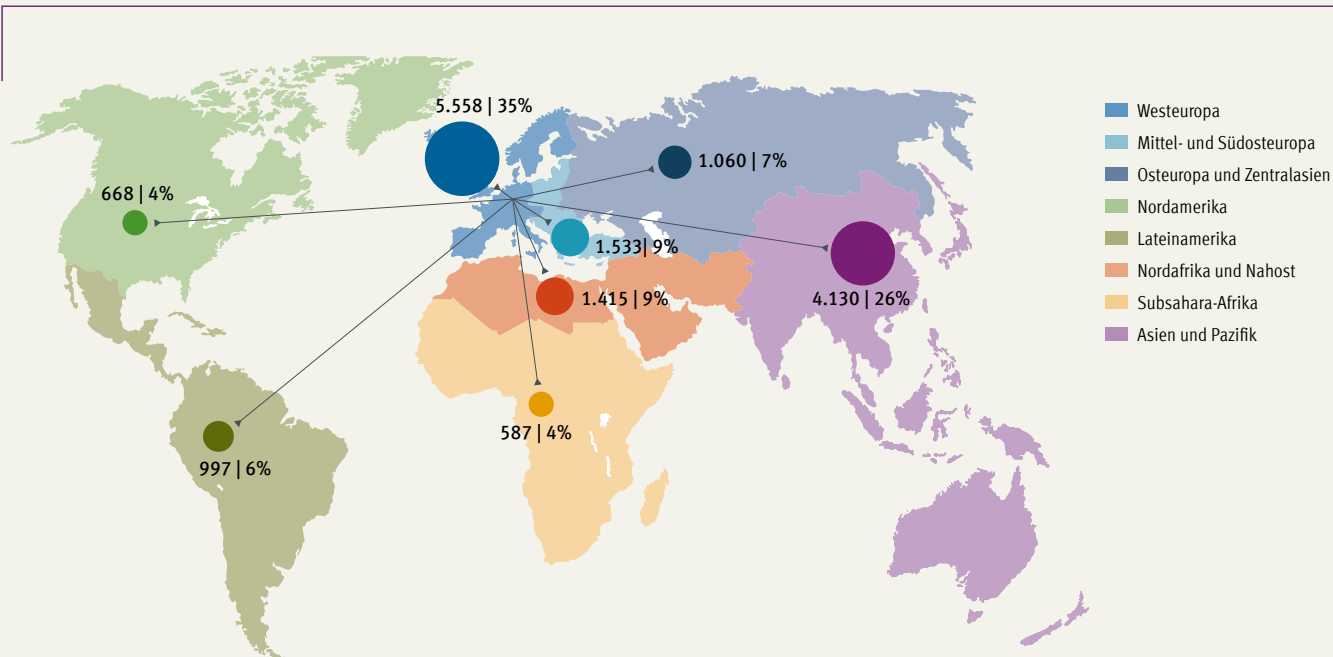 5.558 | 35%
1.060 | 7%
668 | 4%
1.533 | 9%
1.415 | 9%
4.130 | 26%
587 | 4%
997 | 6%
Westeuropa
Mittel- und Südosteuropa
Osteuropa und Zentralasien
Nordamerika
Lateinamerika
Nordafrika und Nahost
Subsahara-Afrika
Asien und Pazifik